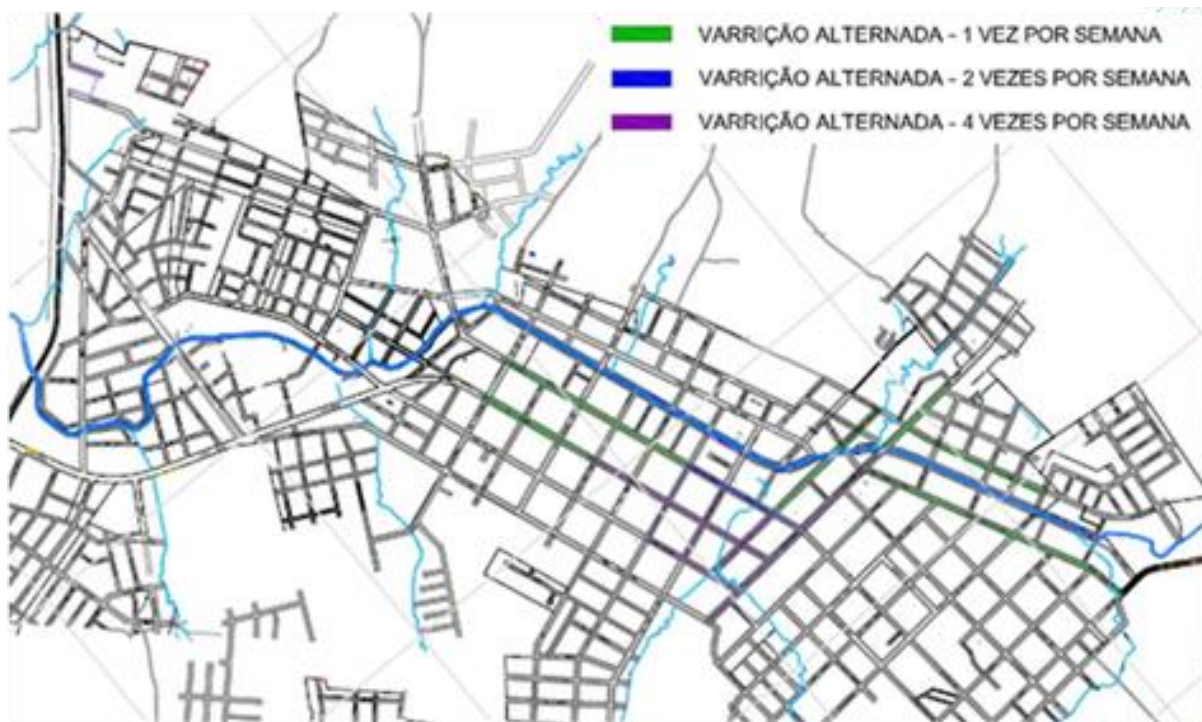 VARRIÇÃO ALTERNADA - 1 VEZ POR SEMANA
VARRIÇÃO ALTERNADA - 2 VEZES POR SEMANA
VARRIÇÃO ALTERNADA - 4 VEZES POR SEMANA